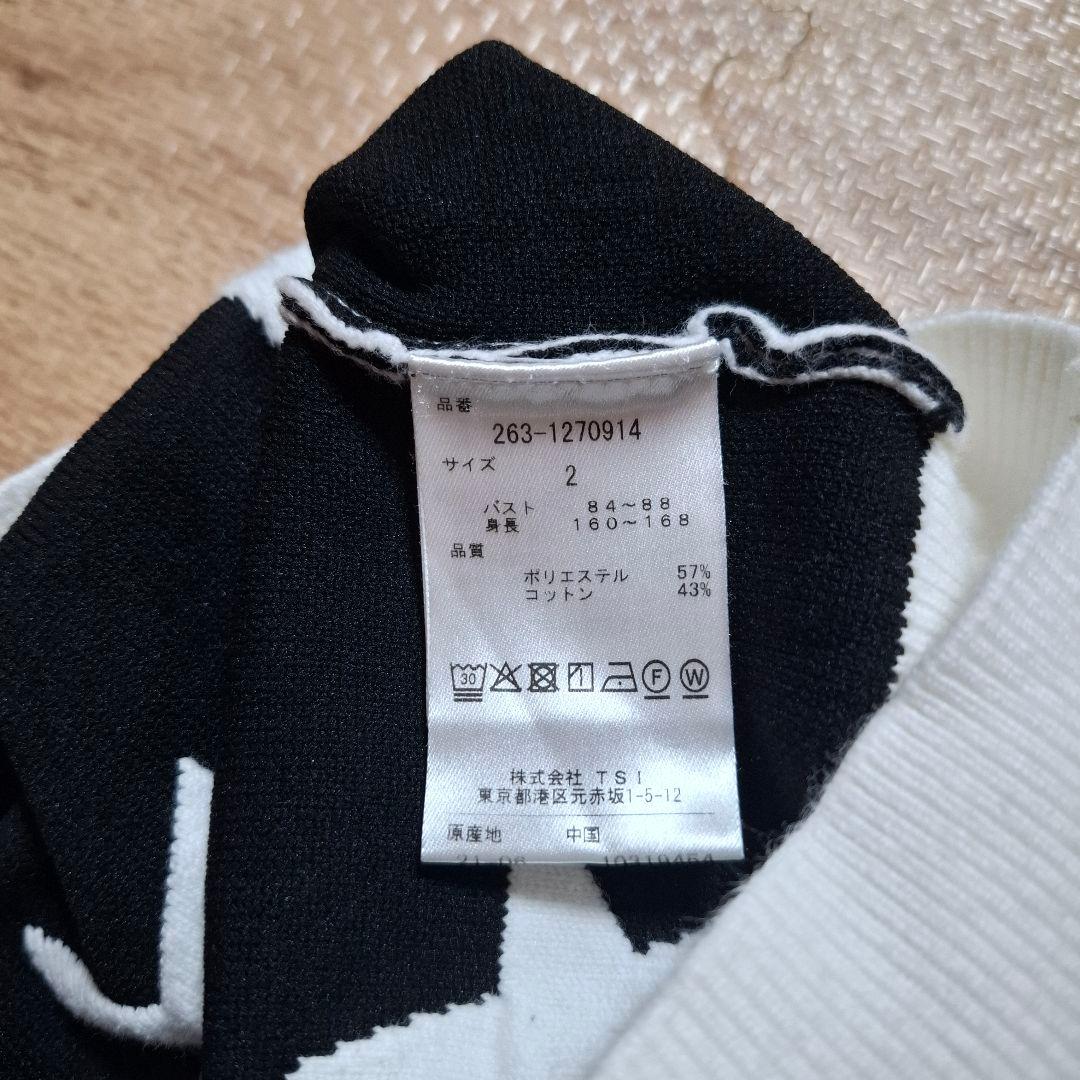 品番
263-1270914
サイズ
2
バスト 84～88
身長 160～168
品質
ポリエステル 57%
コットン 43%
30 F W
株式会社 TSI
東京都港区元赤坂1-5-12
原産地 中国